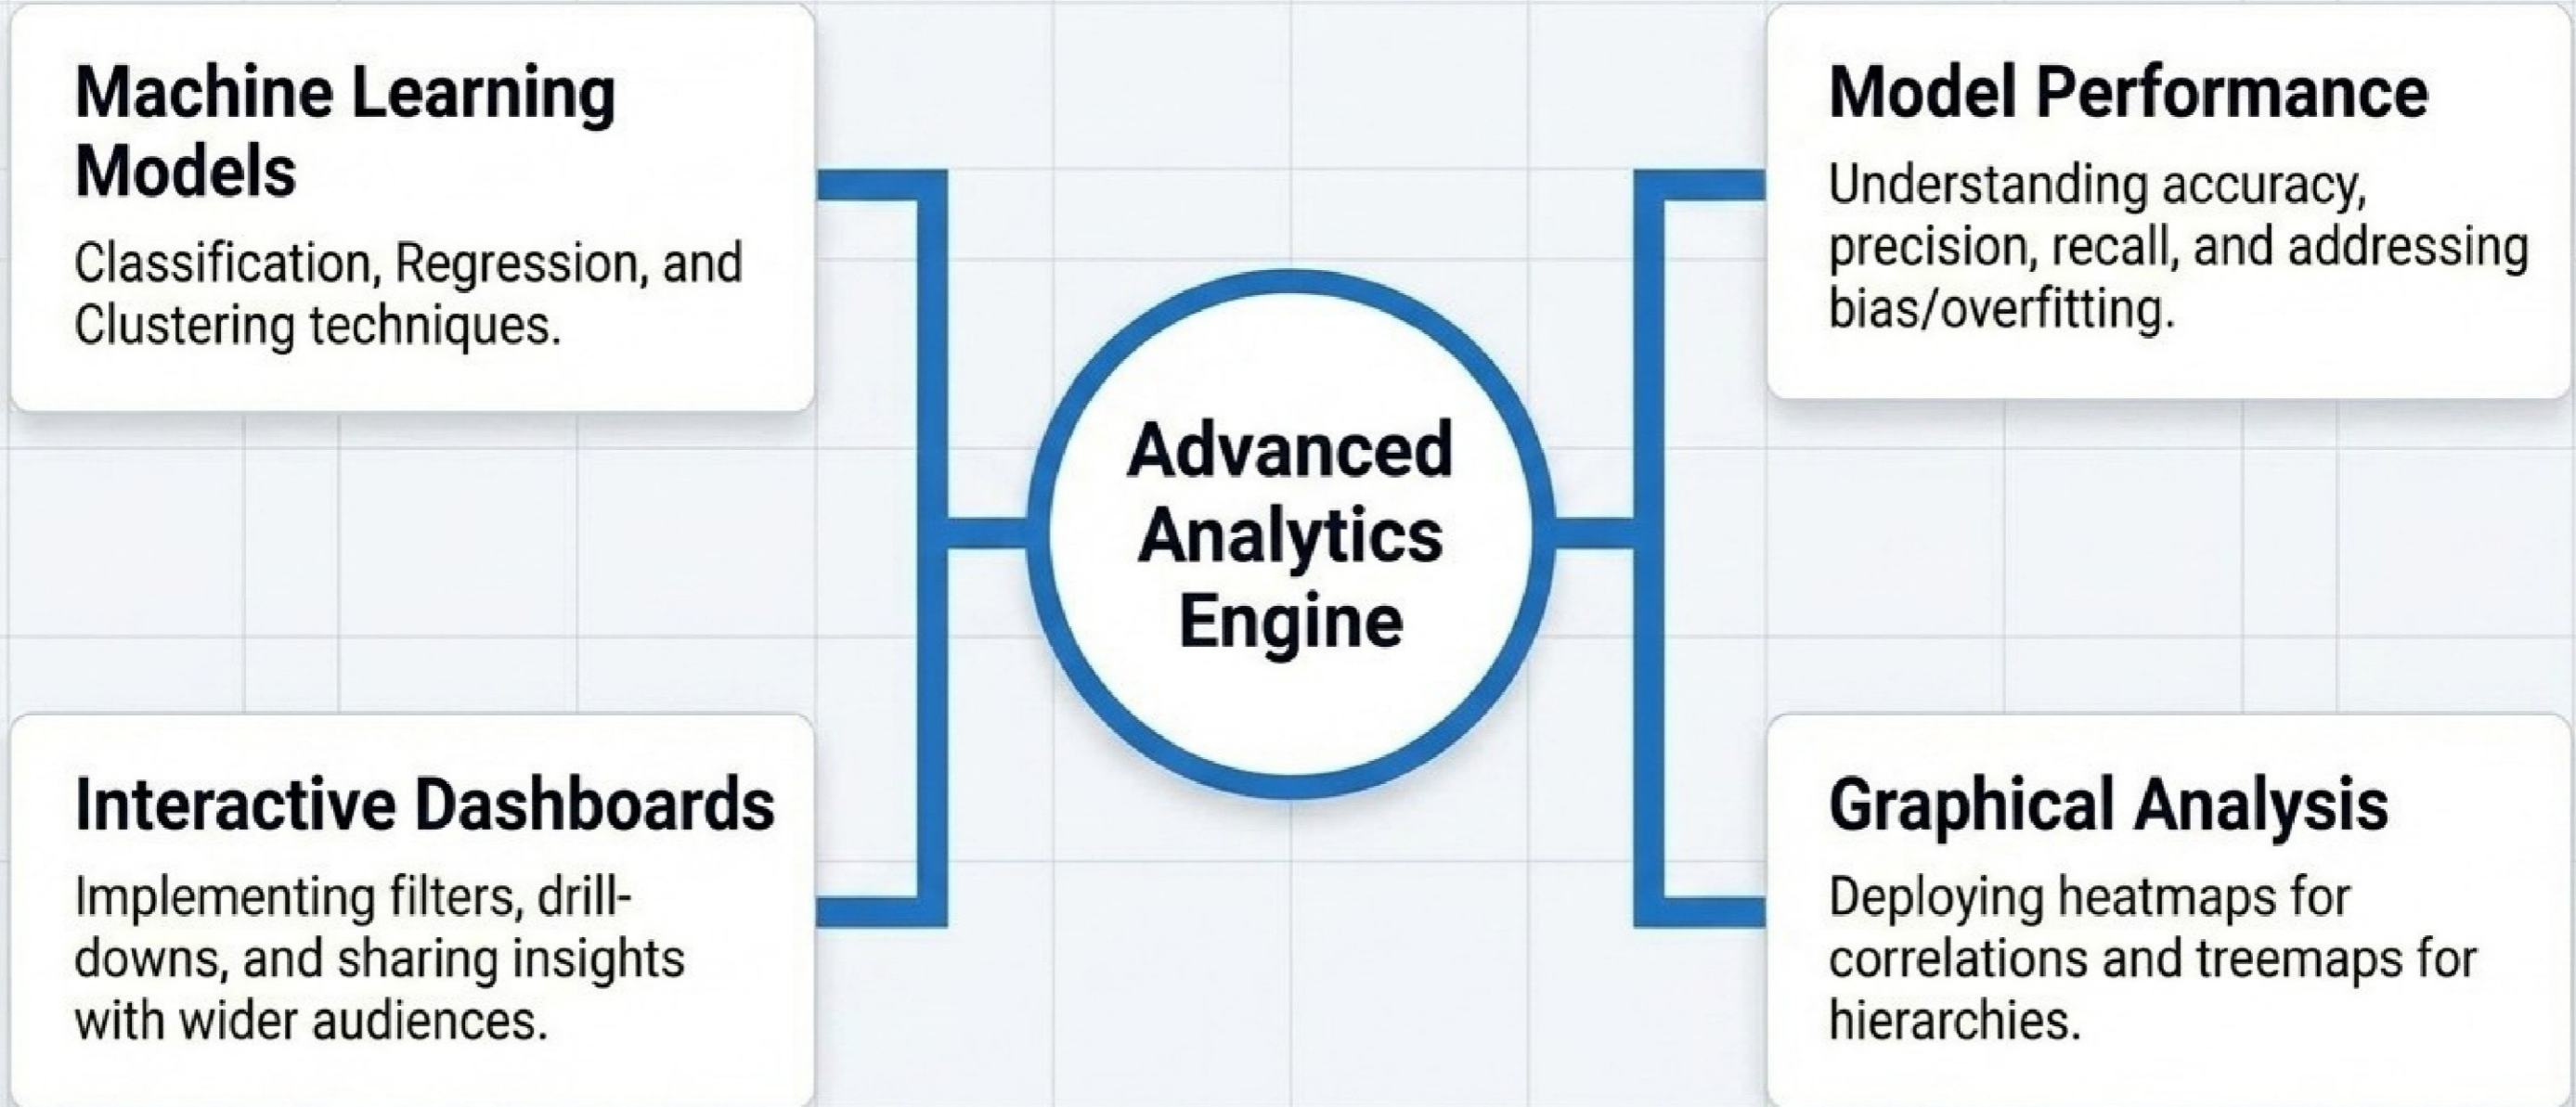 Machine Learning
Models
Classification, Regression, and
Clustering techniques.
Model Performance
Understanding accuracy,
precision, recall, and addressing
bias/overfitting.
Advanced
Analytics
Engine
Interactive Dashboards
Implementing filters, drill-
downs, and sharing insights
with wider audiences.
Graphical Analysis
Deploying heatmaps for
correlations and treemaps for
hierarchies.